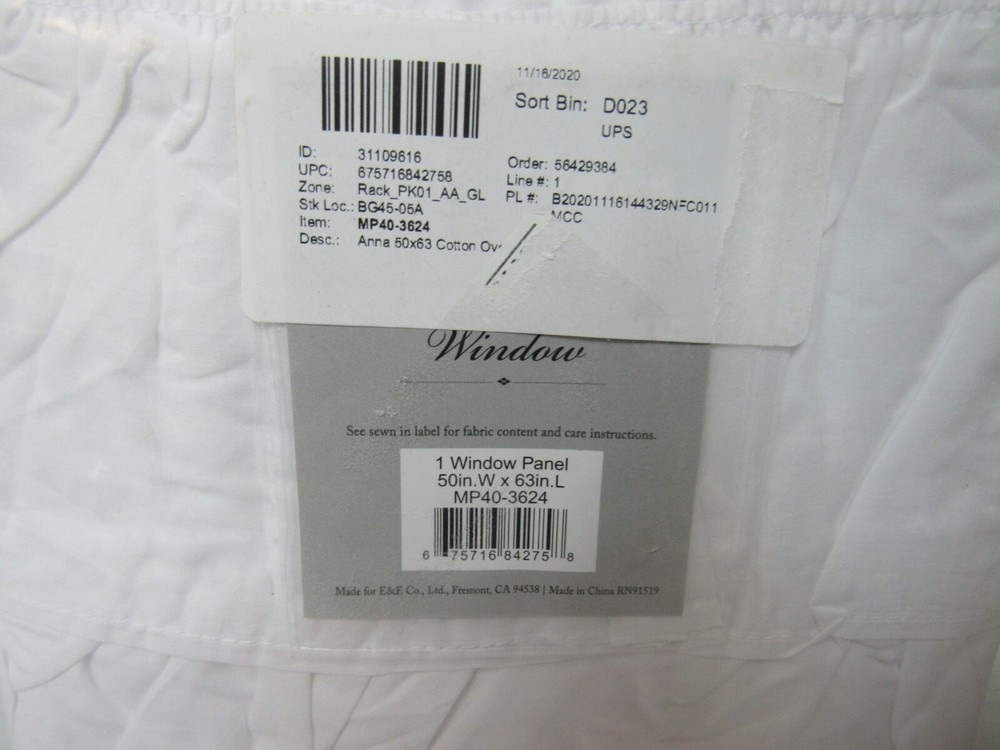 11/16/2020
Sort Bin: D023
UPS
ID: 31109616
UPC: 675716842758
Zone: Rack_PK01_AA_GL
Stk Loc.: BG45-05A
Item: MP40-3624
Desc.: Anna 50x63 Cotton Ov
Order: 56429384
Line #: 1
PL #: B20201116144329NFC011
MCC
Window
See sewn in label for fabric content and care instructions.
1 Window Panel
50in.W x 63in.L
MP40-3624
6 75716 84275 8
Made for E&E Co., Ltd., Fremont, CA 94538 | Made in China RN91519